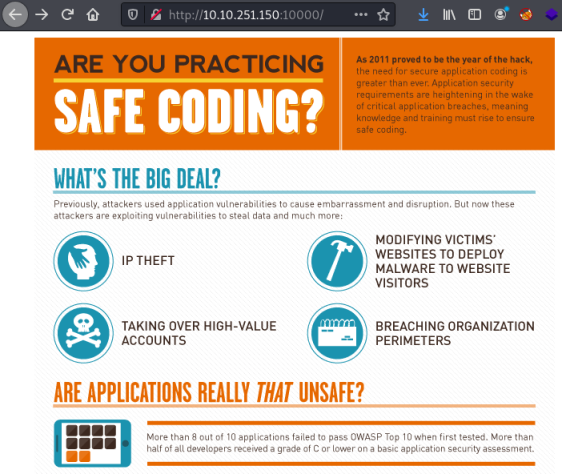 http://10.10.251.150:10000/
ARE YOU PRACTICING
SAFE CODING?
As 2011 proved to be the year of the hack,
the need for secure application coding is
greater than ever. Application security
requirements are heightening in the wake
of critical application breaches, meaning
knowledge and training must rise to ensure
safe coding.
WHAT'S THE BIG DEAL?
Previously, attackers used application vulnerabilities to cause embarrassment and disruption. But now these
attackers are exploiting vulnerabilities to steal data and much more:
IP THEFT
MODIFYING VICTIMS'
WEBSITES TO DEPLOY
MALWARE TO WEBSITE
VISITORS
TAKING OVER HIGH-VALUE
ACCOUNTS
BREACHING ORGANIZATION
PERIMETERS
ARE APPLICATIONS REALLY THAT UNSAFE?
More than 8 out of 10 applications failed to pass OWASP Top 10 when first tested. More than
half of all developers received a grade of C or lower on a basic application security assessment.